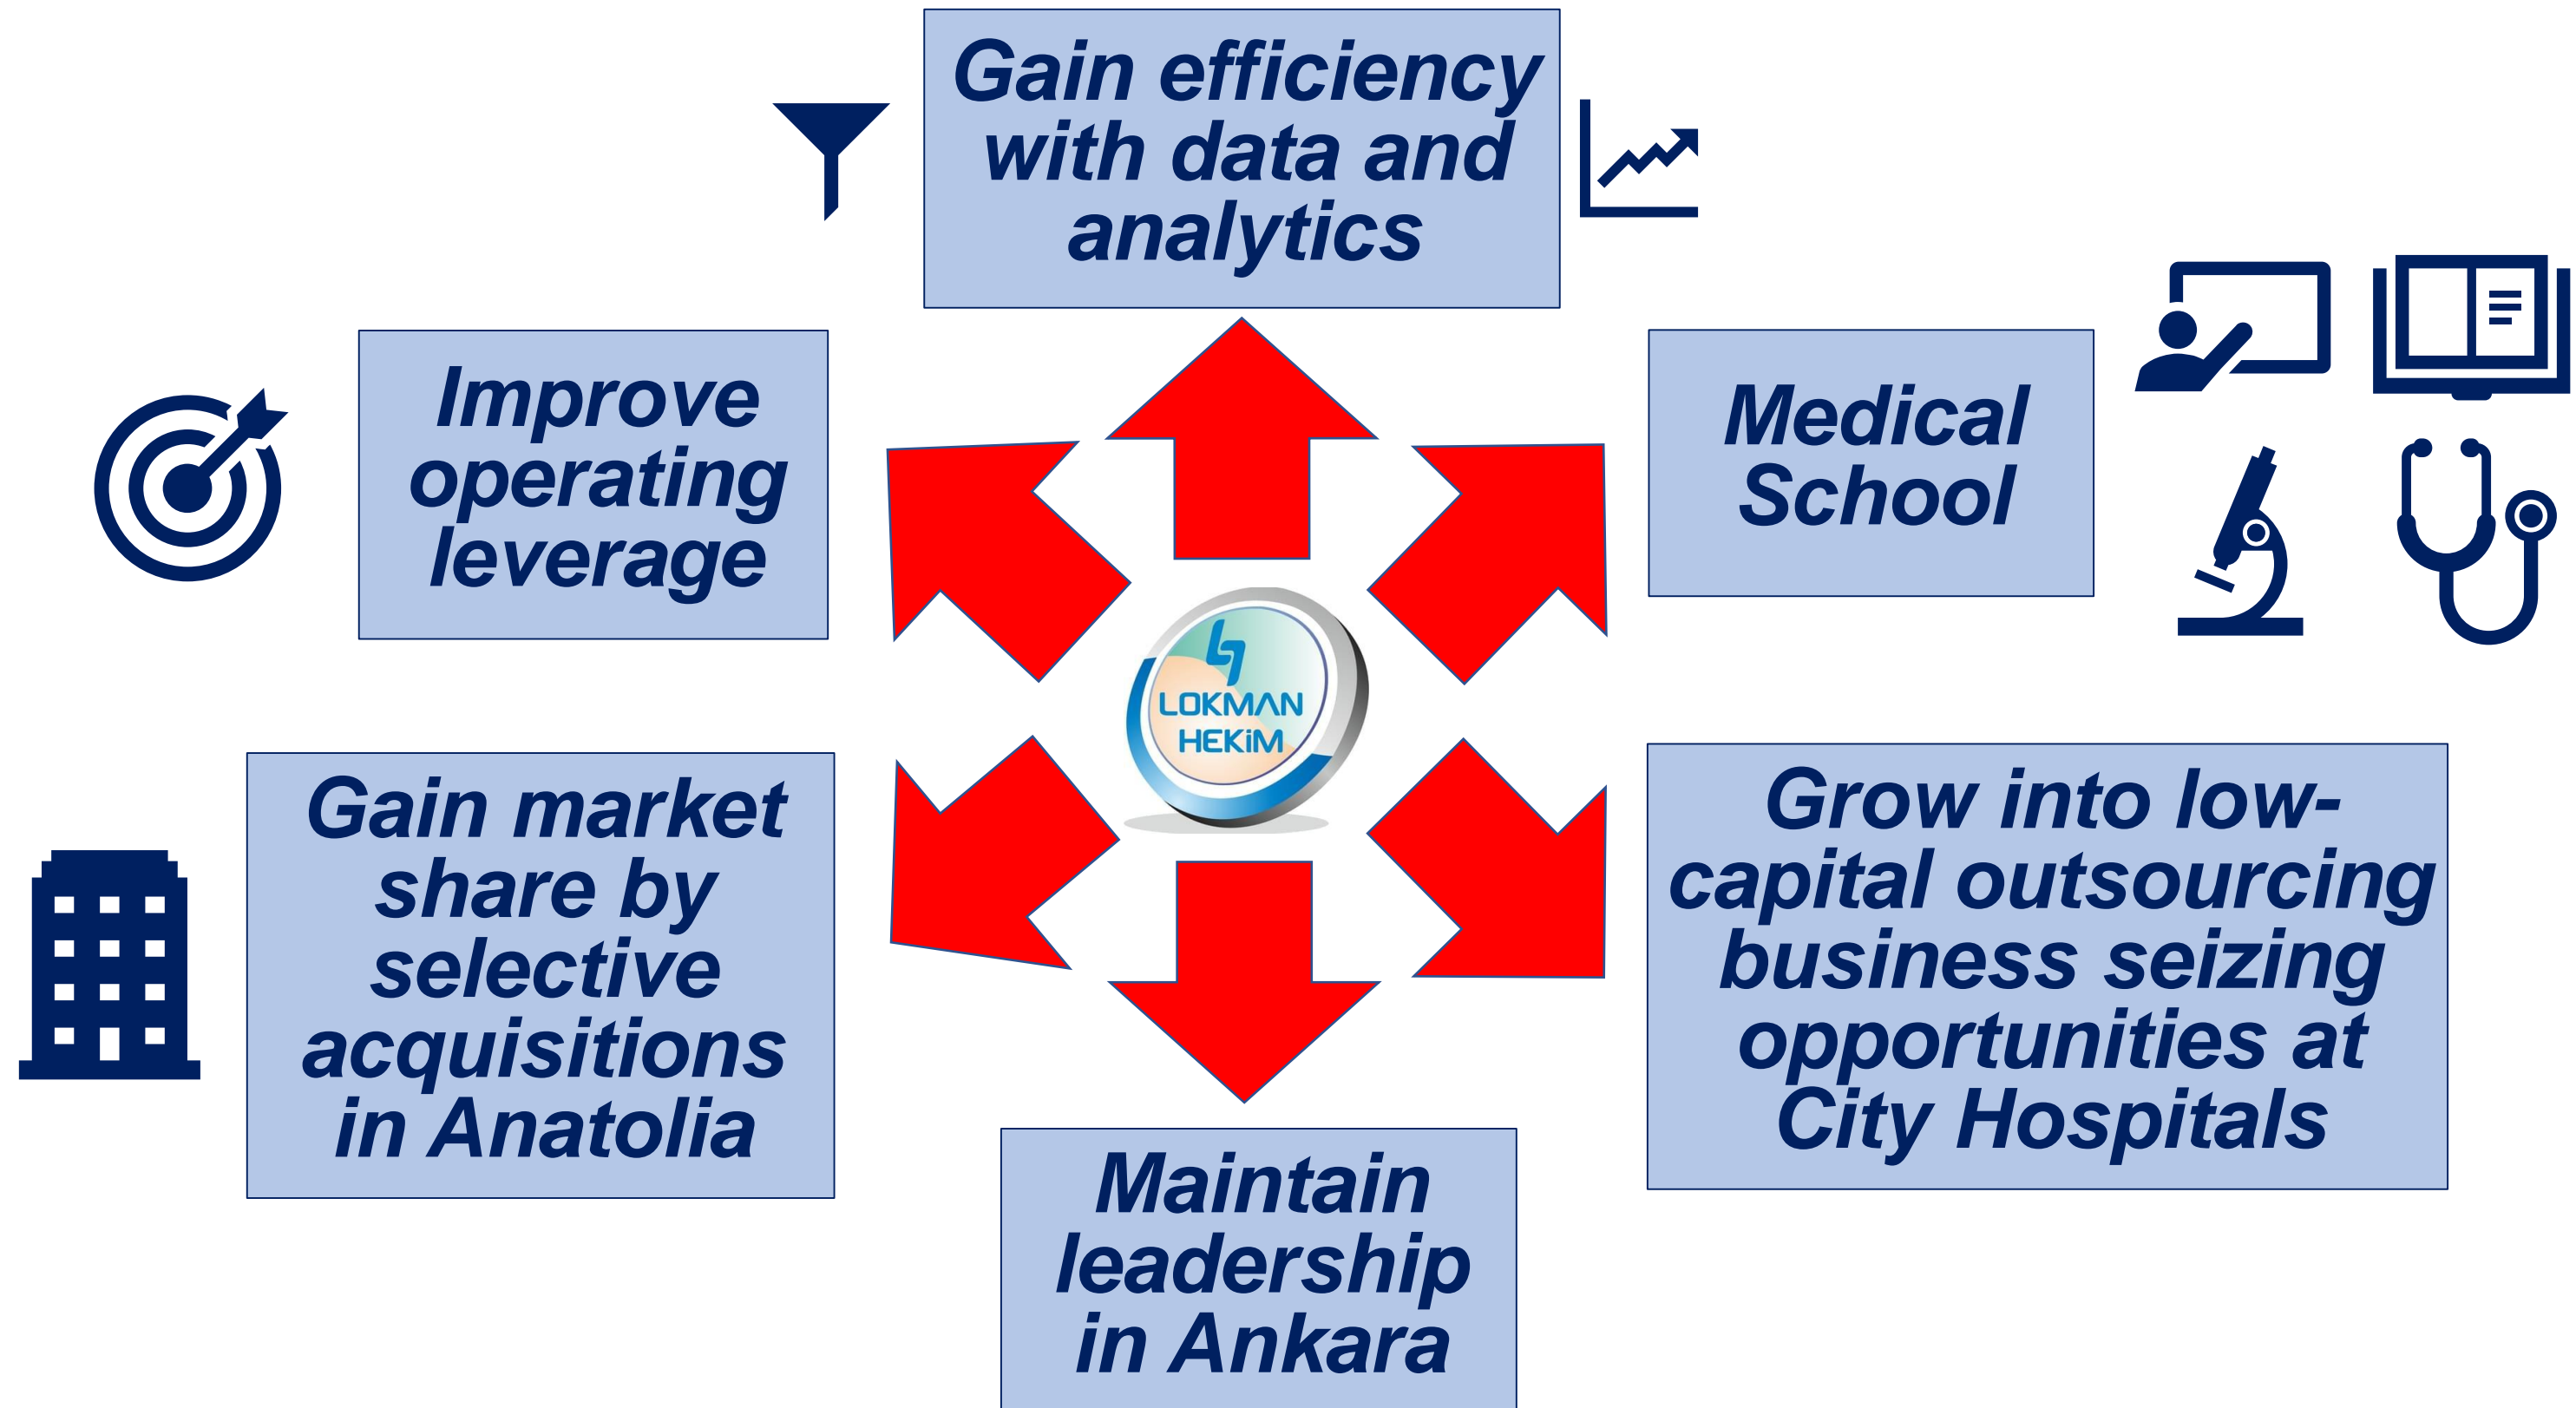 Gain efficiency
with data and
analytics
Improve
operating
leverage
Medical
School
LOKMAN
HEKiM
Gain market
share by
selective
acquisitions
in Anatolia
Grow into low-
capital outsourcing
business seizing
opportunities at
City Hospitals
Maintain
leadership
in Ankara